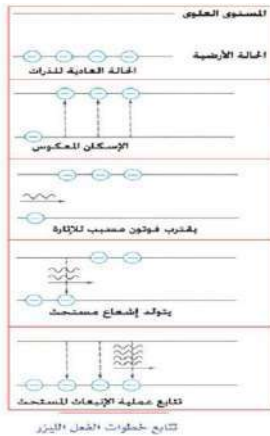 المستوى العلوي
الحالة الأرضية
الحالة العادية للذرات
الإسكان المعكوس
يقترب فوتون مسبب للإثارة
يتولد إشعاع مستحث
تتابع عملية الإنبعاث المستحث
تتابع خطوات الفعل الليزر